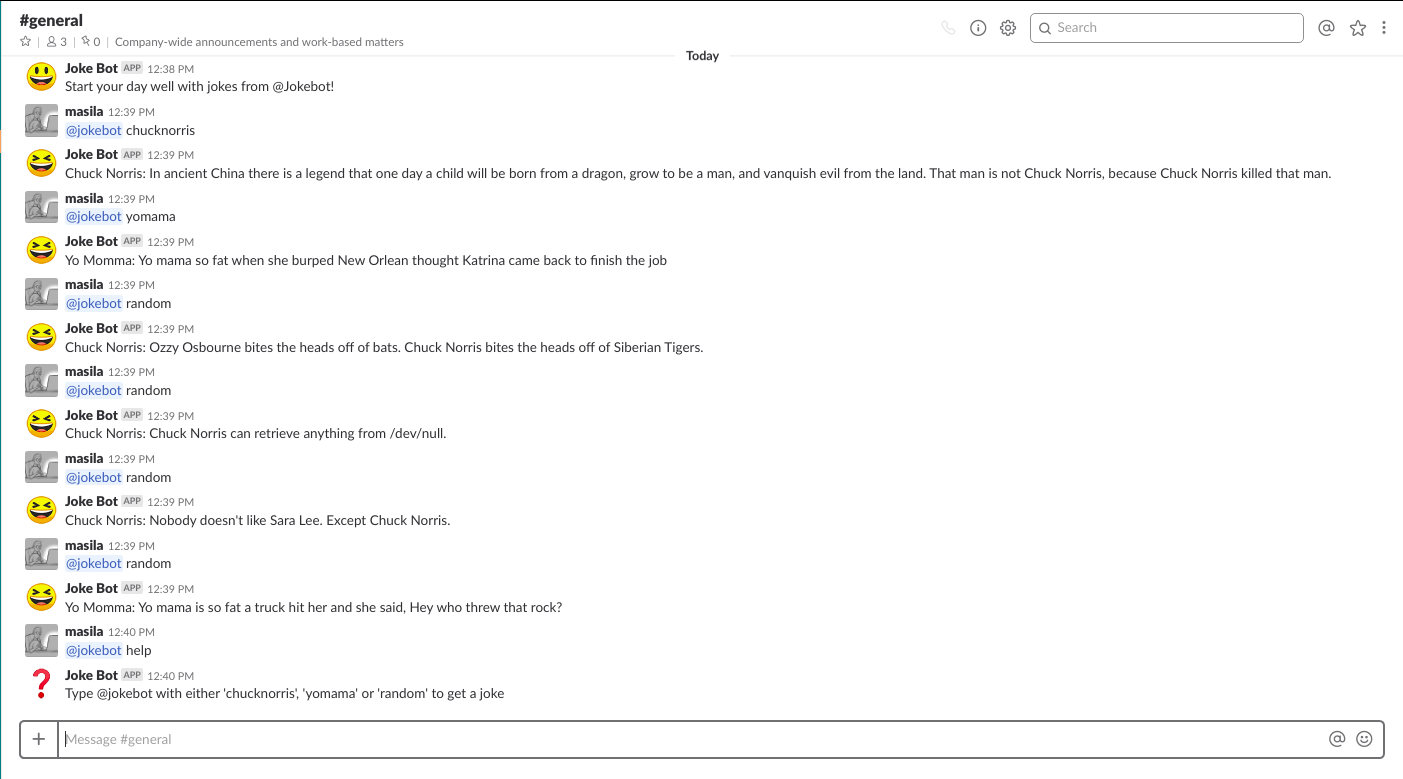 #general
3 | 0 | Company-wide announcements and work-based matters
Search
Today
Joke Bot APP 12:38 PM
Start your day well with jokes from @Jokebot!
masila 12:39 PM
@jokebot chucknorris
Joke Bot APP 12:39 PM
Chuck Norris: In ancient China there is a legend that one day a child will be born from a dragon, grow to be a man, and vanquish evil from the land. That man is not Chuck Norris, because Chuck Norris killed that man.
masila 12:39 PM
@jokebot yomama
Joke Bot APP 12:39 PM
Yo Momma: Yo mama so fat when she burped New Orlean thought Katrina came back to finish the job
masila 12:39 PM
@jokebot random
Joke Bot APP 12:39 PM
Chuck Norris: Ozzy Osbourne bites the heads off of bats. Chuck Norris bites the heads off of Siberian Tigers.
masila 12:39 PM
@jokebot random
Joke Bot APP 12:39 PM
Chuck Norris: Chuck Norris can retrieve anything from /dev/null.
masila 12:39 PM
@jokebot random
Joke Bot APP 12:39 PM
Chuck Norris: Nobody doesn't like Sara Lee. Except Chuck Norris.
masila 12:39 PM
@jokebot random
Joke Bot APP 12:39 PM
Yo Momma: Yo mama is so fat a truck hit her and she said, Hey who threw that rock?
masila 12:40 PM
@jokebot help
Joke Bot APP 12:40 PM
Type @jokebot with either 'chucknorris', 'yomama' or 'random' to get a joke
Message #general